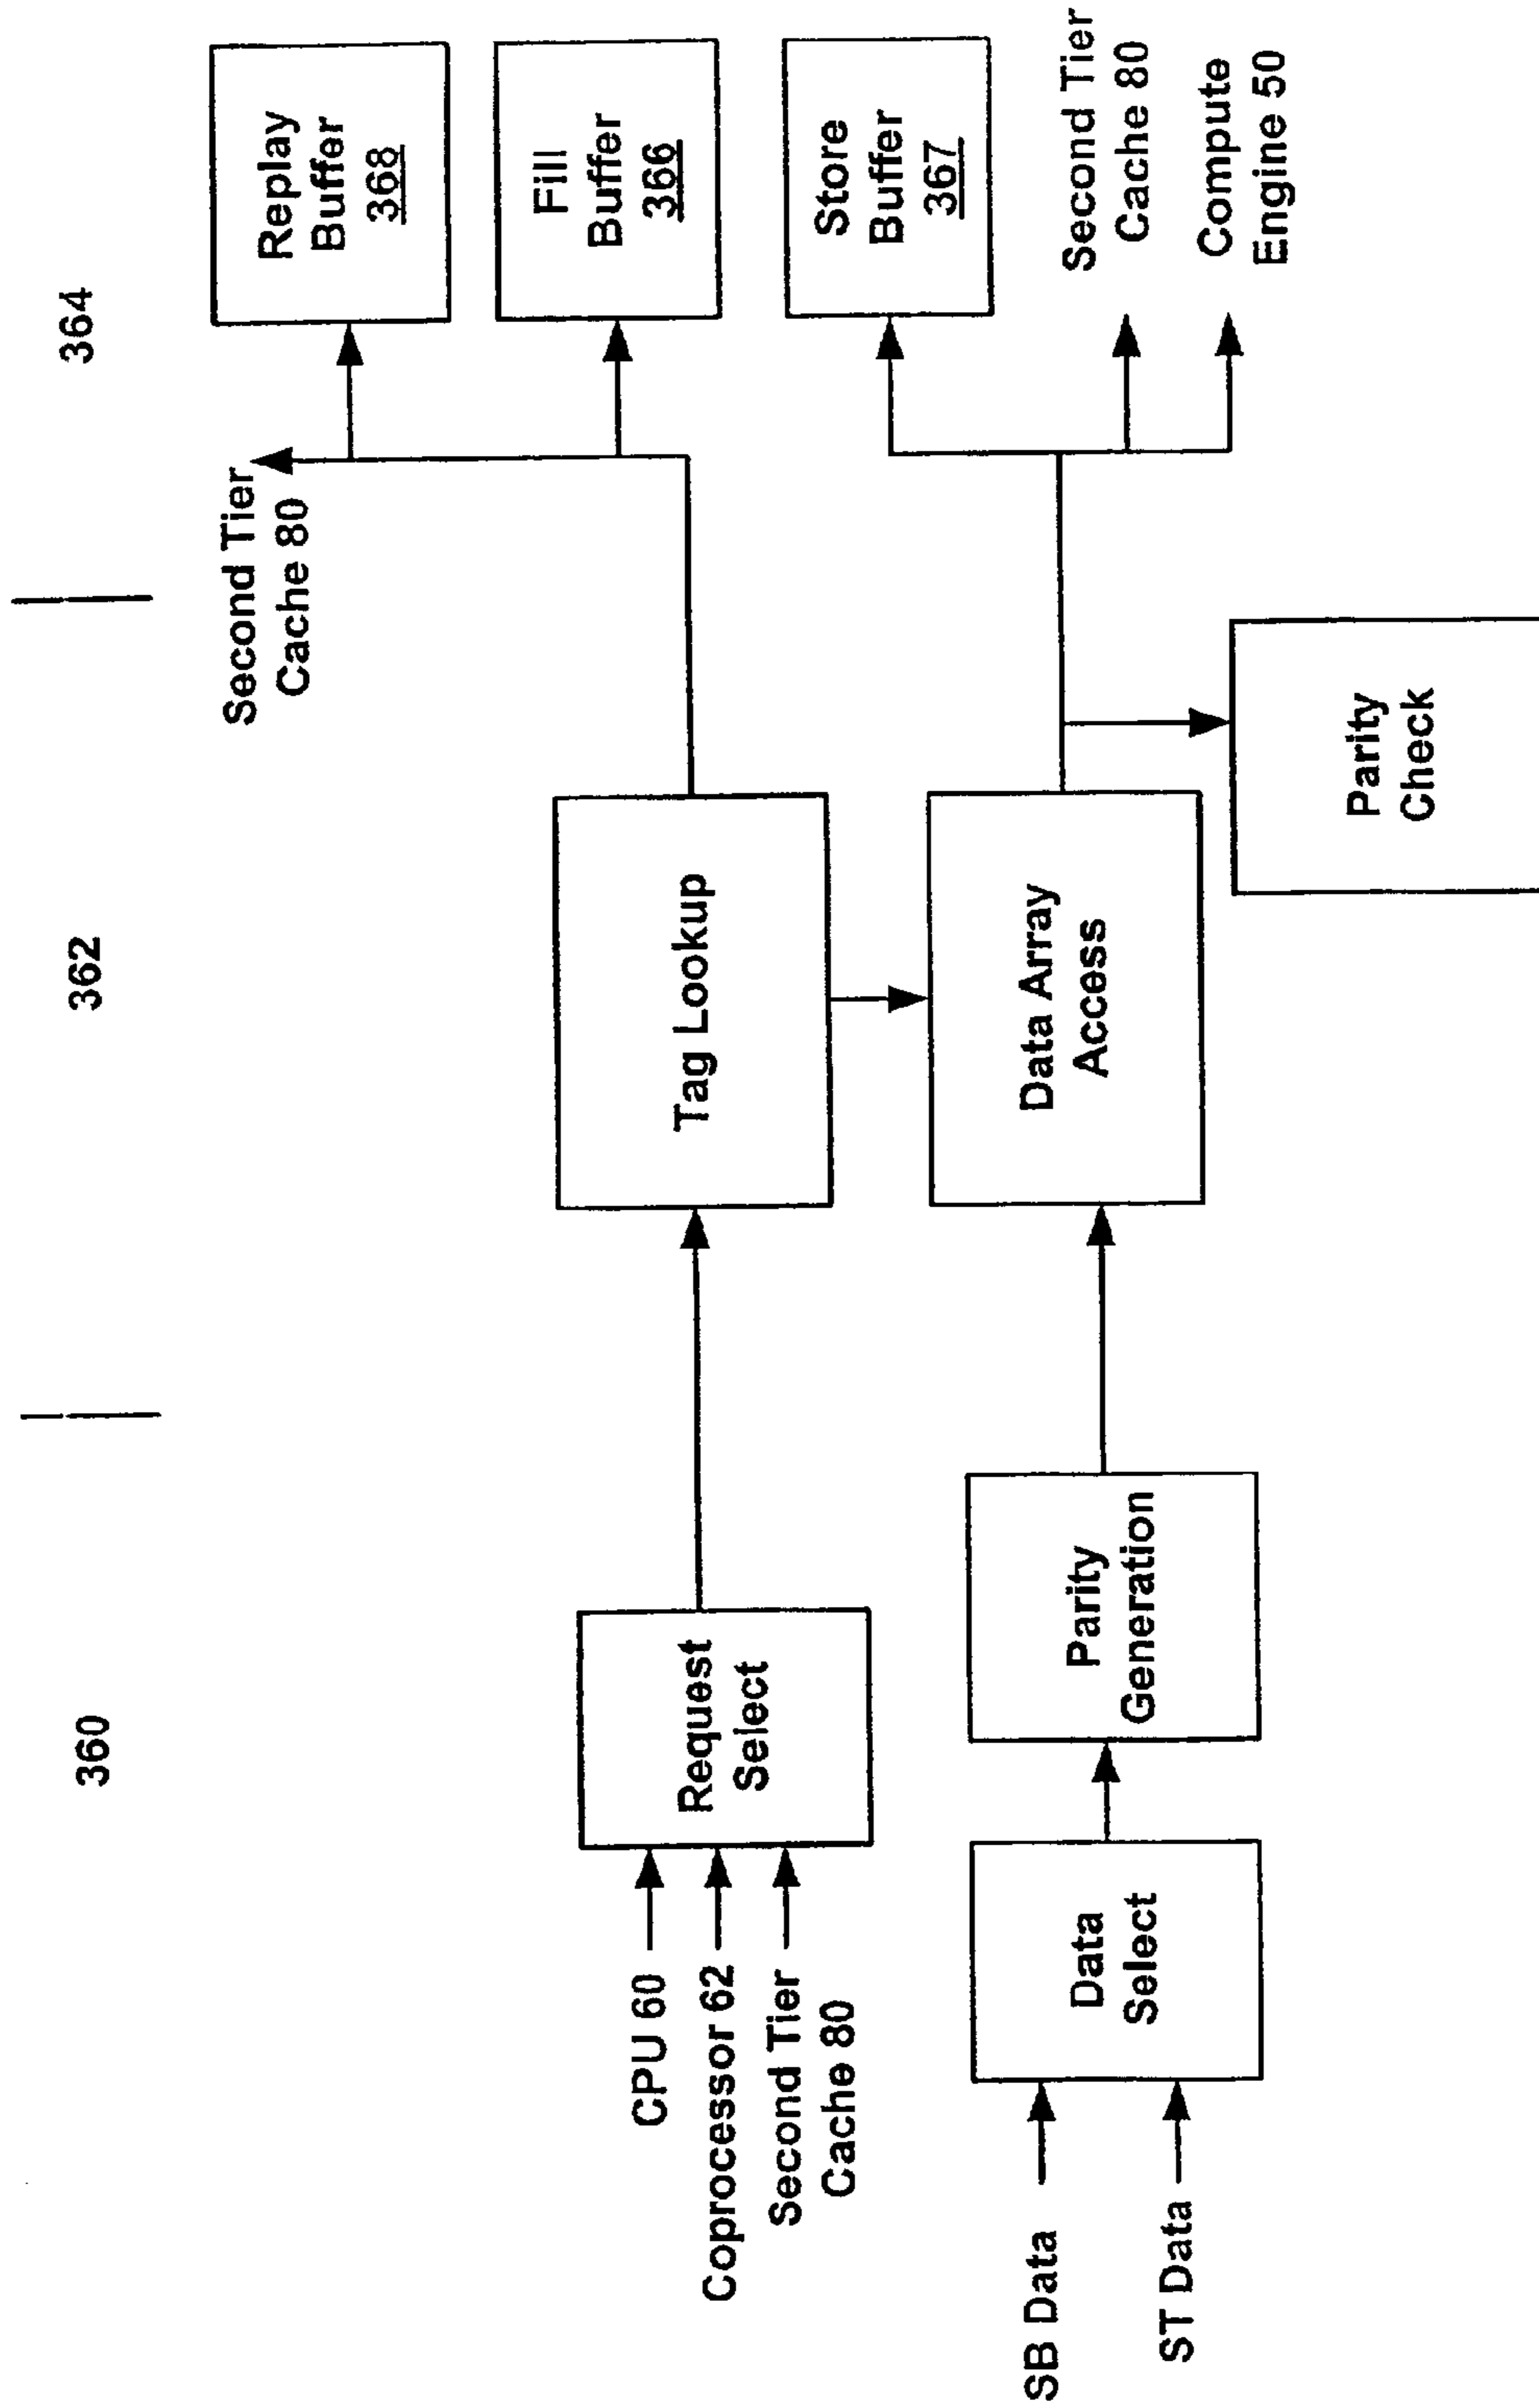 360
362
364
CPU 60
Coprocessor 62
Second Tier
Cache 80
Request
Select
Tag Lookup
Second Tier
Cache 80
Replay
Buffer
368
Fill
Buffer
366
SB Data
ST Data
Data
Select
Parity
Generation
Data Array
Access
Parity
Check
Store
Buffer
367
Second Tier
Cache 80
Compute
Engine 50